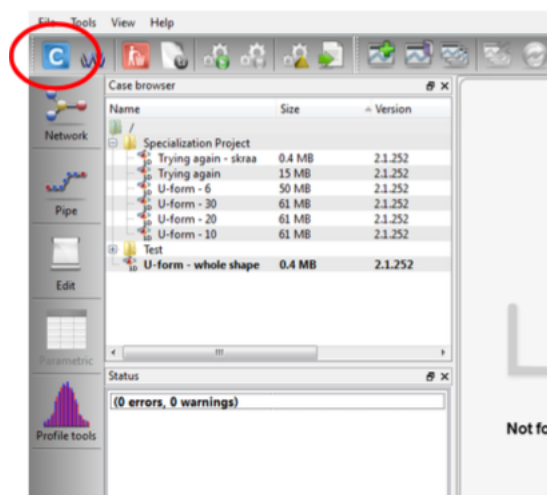 File Tools View Help
C
Case browser
Name Size Version
/
Specialization Project
Trying again - skraa 0.4 MB 2.1.252
Trying again 15 MB 2.1.252
U-form - 6 50 MB 2.1.252
U-form - 30 61 MB 2.1.252
U-form - 20 61 MB 2.1.252
U-form - 10 61 MB 2.1.252
Test
U-form - whole shape 0.4 MB 2.1.252
Network
Pipe
Edit
Parametric
Profile tools
Status
(0 errors, 0 warnings)
Not fo